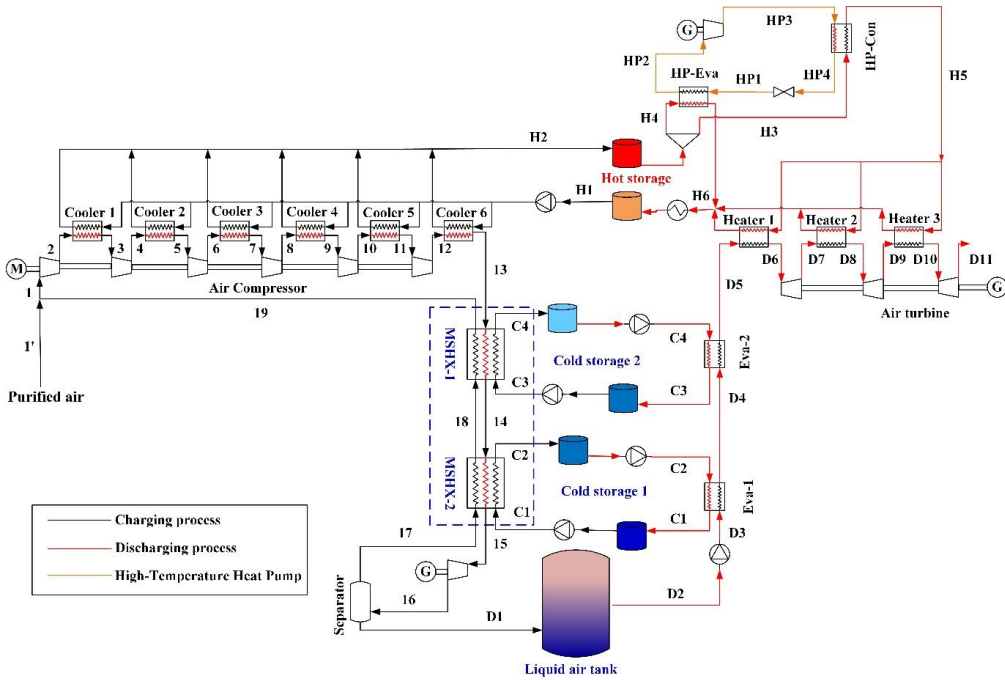 HP3
G
HP-Con
HP2
HP-Eva
HP1
HP4
H5
H4
H3
H2
Hot storage
H1
H6
Cooler 1
Cooler 2
Cooler 3
Cooler 4
Cooler 5
Cooler 6
Heater 1
Heater 2
Heater 3
2
3
4
5
6
7
8
9
10
11
12
D6
D7
D8
D9
D10
D11
M
G
13
D5
1
Air Compressor
Air turbine
19
1'
MSHX-1
C4
C4
Cold storage 2
Eva-2
C3
C3
D4
Purified air
18
14
MSHX-2
C2
C2
Cold storage 1
Eva-1
C1
C1
D3
Charging process
Discharging process
High-Temperature Heat Pump
17
15
G
16
Separator
D1
D2
Liquid air tank